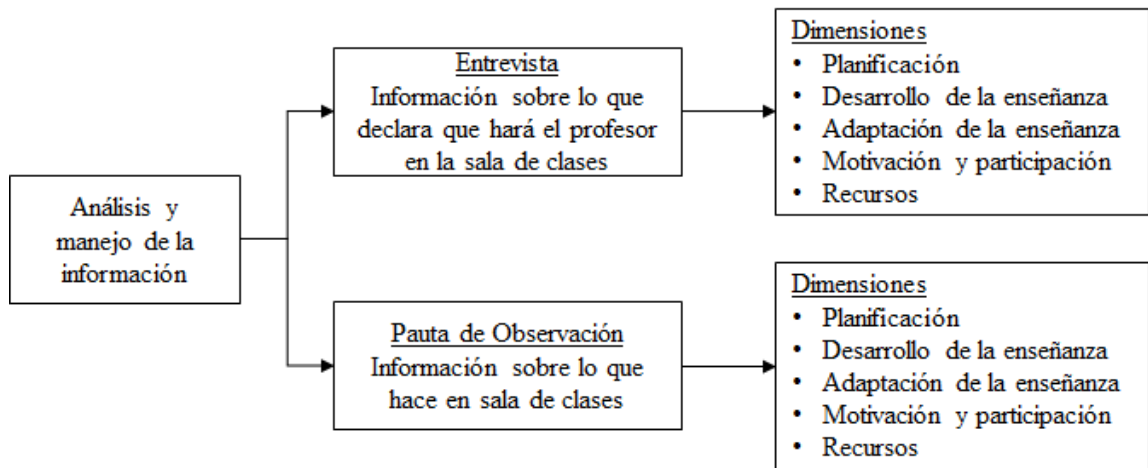 Análisis y
manejo de la
información
Entrevista
Información sobre lo que
declara que hará el profesor
en la sala de clases
Dimensiones
• Planificación
• Desarrollo de la enseñanza
• Adaptación de la enseñanza
• Motivación y participación
• Recursos
Pauta de Observación
Información sobre lo que
hace en sala de clases
Dimensiones
• Planificación
• Desarrollo de la enseñanza
• Adaptación de la enseñanza
• Motivación y participación
• Recursos